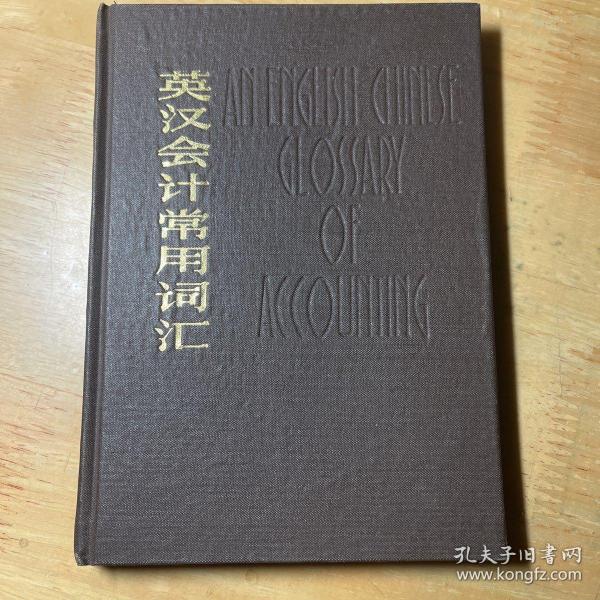 英汉会计常用词汇
AN ENGLISH CHINESE
GLOSSARY
OF
ACCOUNTING
孔夫子旧书网
www.kongfz.com